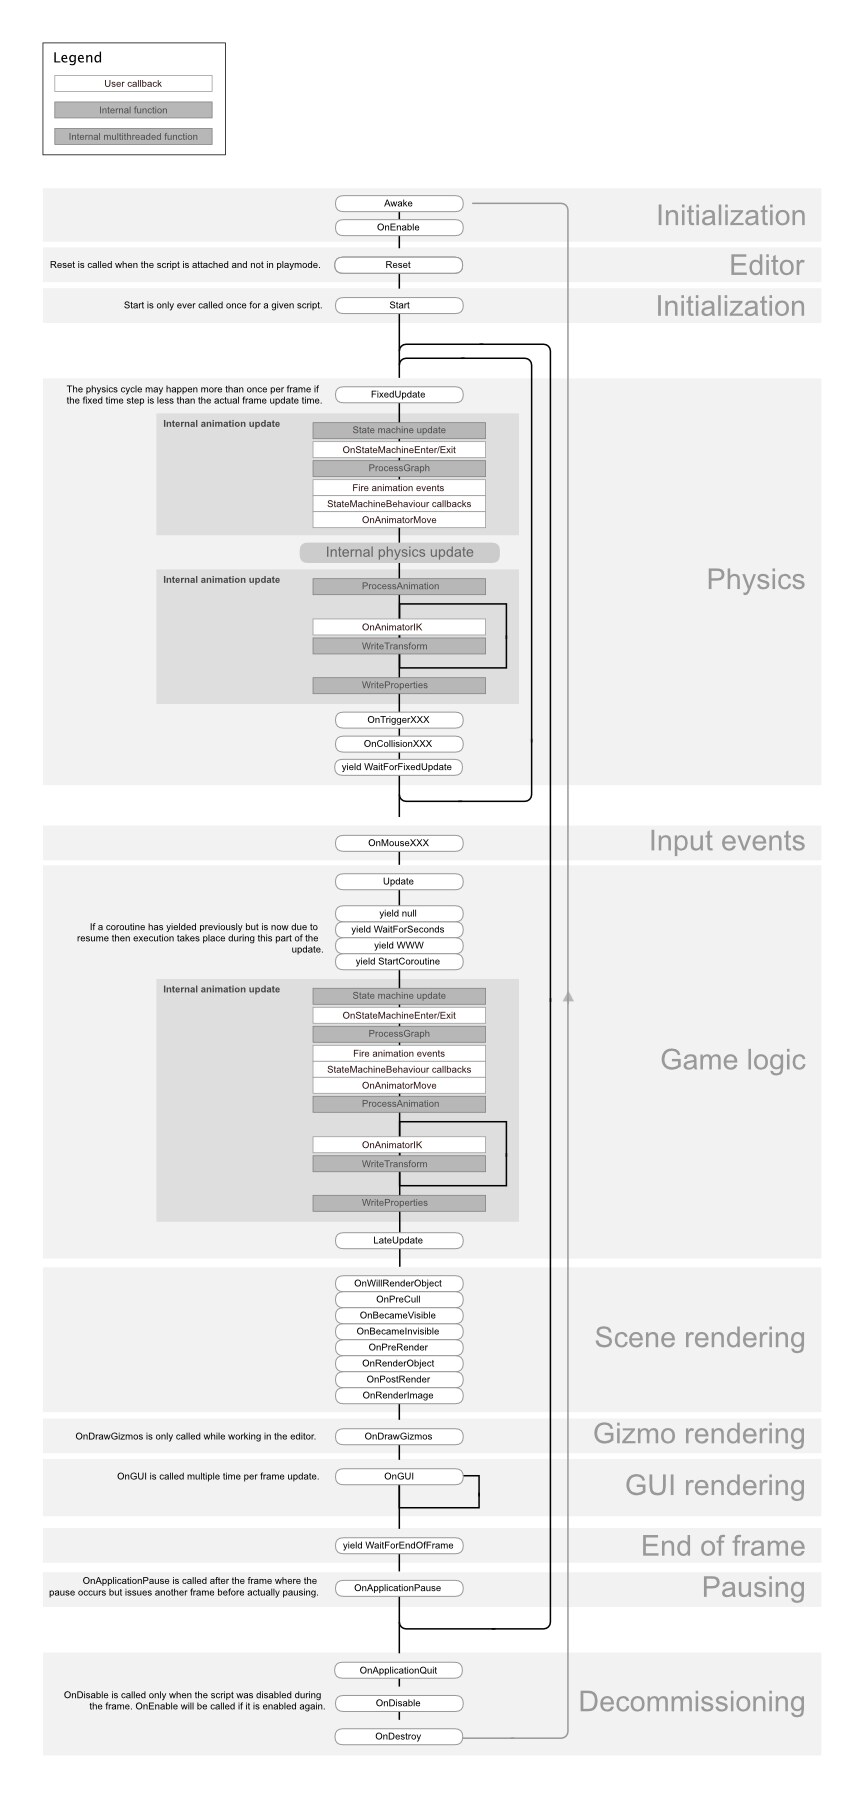 Legend
User callback
Internal function
Internal multithreaded function
Awake
Initialization
OnEnable
Reset is called when the script is attached and not in playmode.
Reset
Editor
Start is only ever called once for a given script.
Start
Initialization
The physics cycle may happen more than once per frame if
the fixed time step is less than the actual frame update time.
FixedUpdate
Internal animation update
State machine update
OnStateMachineEnter/Exit
ProcessGraph
Fire animation events
StateMachineBehaviour callbacks
OnAnimatorMove
Internal physics update
Physics
Internal animation update
ProcessAnimation
OnAnimatorIK
WriteTransform
WriteProperties
OnTriggerXXX
OnCollisionXXX
yield WaitForFixedUpdate
OnMouseXXX
Input events
Update
If a coroutine has yielded previously but is now due to
resume then execution takes place during this part of the
update.
yield null
yield WaitForSeconds
yield WWW
yield StartCoroutine
Internal animation update
State machine update
OnStateMachineEnter/Exit
ProcessGraph
Fire animation events
StateMachineBehaviour callbacks
OnAnimatorMove
ProcessAnimation
Game logic
OnAnimatorIK
WriteTransform
WriteProperties
LateUpdate
OnWillRenderObject
OnPreCull
OnBecameVisible
OnBecameInvisible
OnPreRender
OnRenderObject
OnPostRender
OnRenderImage
Scene rendering
OnDrawGizmos is only called while working in the editor.
OnDrawGizmos
Gizmo rendering
OnGUI is called multiple time per frame update.
OnGUI
GUI rendering
yield WaitForEndOfFrame
End of frame
OnApplicationPause is called after the frame where the
pause occurs but issues another frame before actually pausing.
OnApplicationPause
Pausing
OnApplicationQuit
OnDisable is called only when the script was disabled during
the frame. OnEnable will be called if it is enabled again.
OnDisable
Decommissioning
OnDestroy